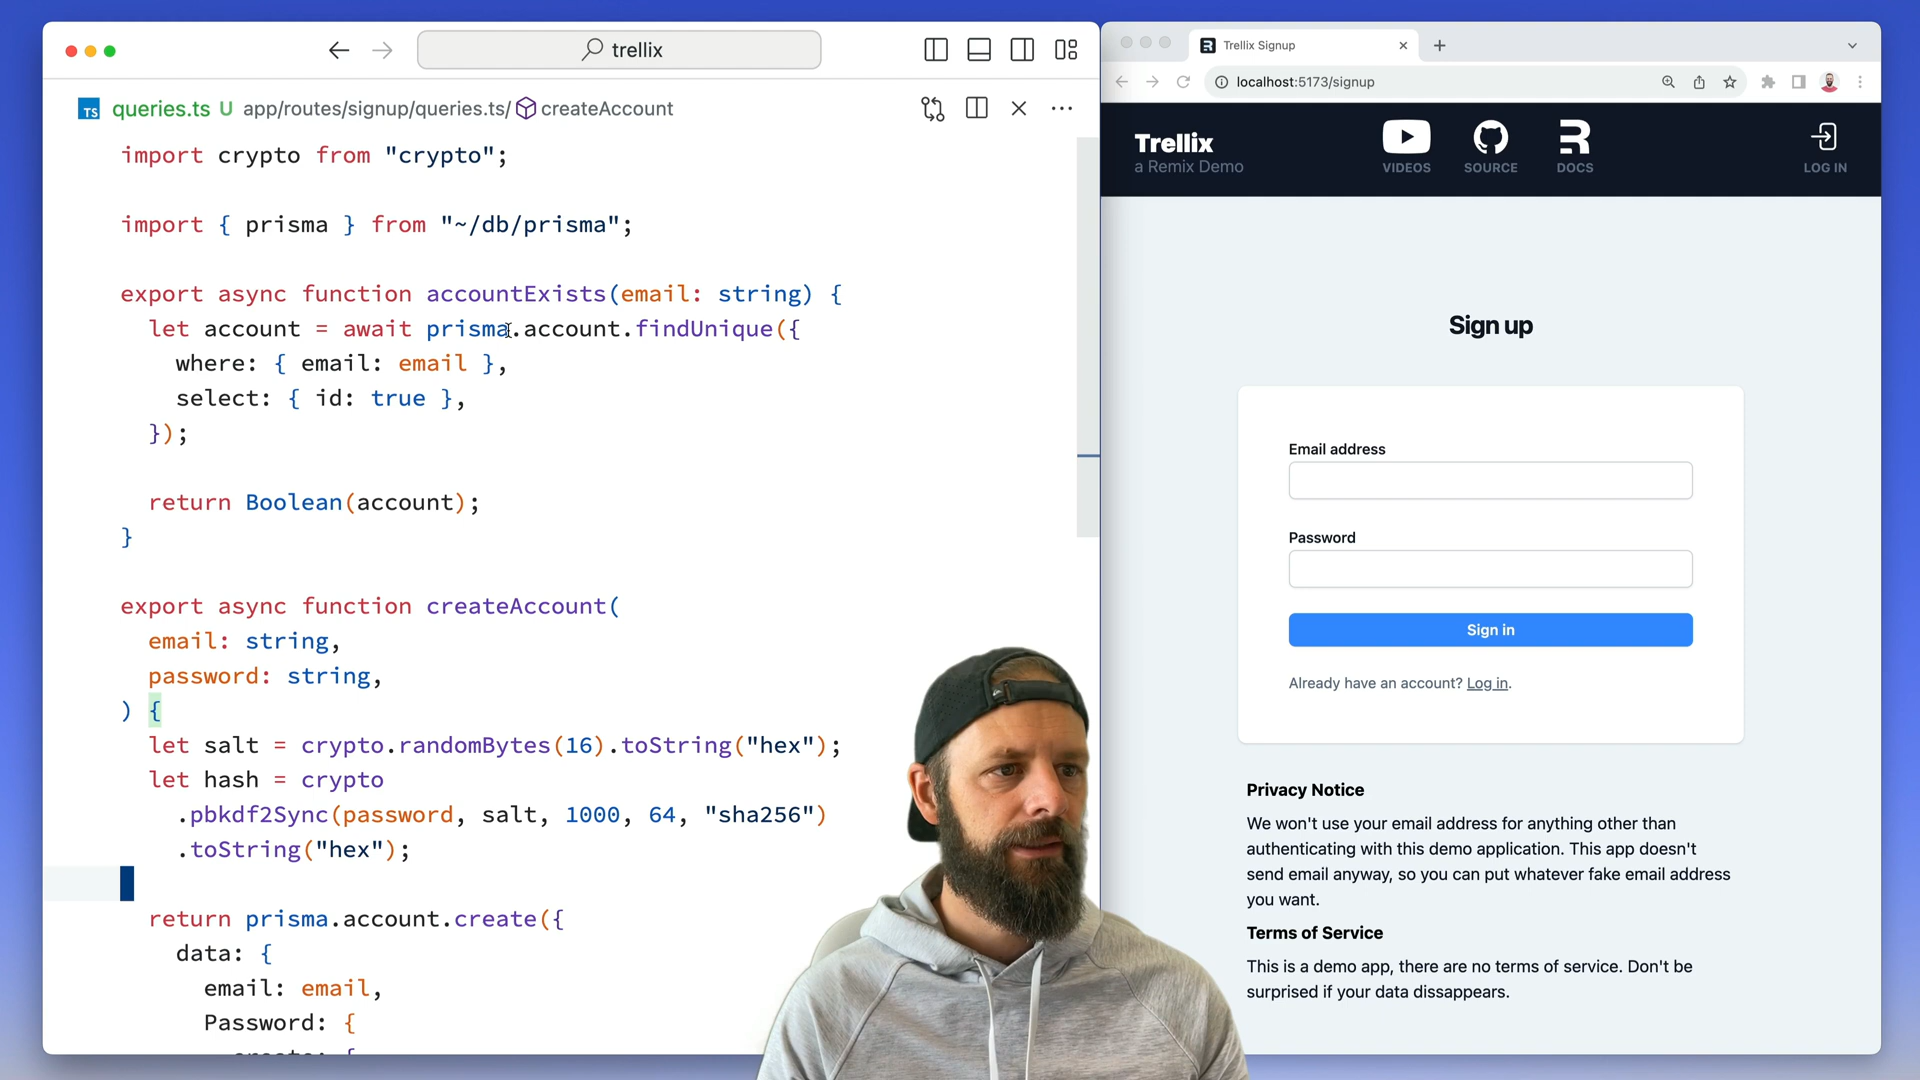 trellix
TS queries.ts U app/routes/signup/queries.ts/ createAccount
import crypto from "crypto";
import { prisma } from "~/db/prisma";
export async function accountExists(email: string) {
let account = await prisma.account.findUnique({
where: { email: email },
select: { id: true },
});
return Boolean(account);
}
export async function createAccount(
email: string,
password: string,
) {
let salt = crypto.randomBytes(16).toString("hex");
let hash = crypto
.pbkdf2Sync(password, salt, 1000, 64, "sha256")
.toString("hex");
return prisma.account.create({
data: {
email: email,
Password: {
Trellix Signup
localhost:5173/signup
Trellix
a Remix Demo
VIDEOS
SOURCE
DOCS
LOG IN
Sign up
Email address
Password
Sign in
Already have an account? Log in.
Privacy Notice
We won't use your email address for anything other than
authenticating with this demo application. This app doesn't
send email anyway, so you can put whatever fake email address
you want.
Terms of Service
This is a demo app, there are no terms of service. Don't be
surprised if your data dissappears.